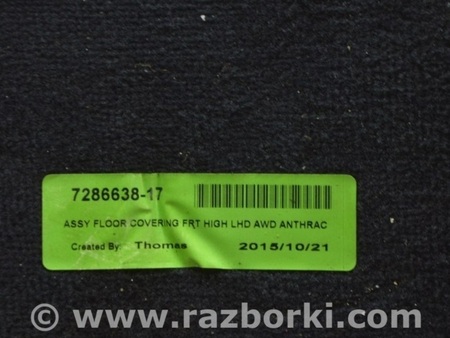 7286638-17
ASSY FLOOR COVERING FRT HIGH LHD AWD ANTHRAC
Created By: Thomas 2015/10/21
© www.razborki.com